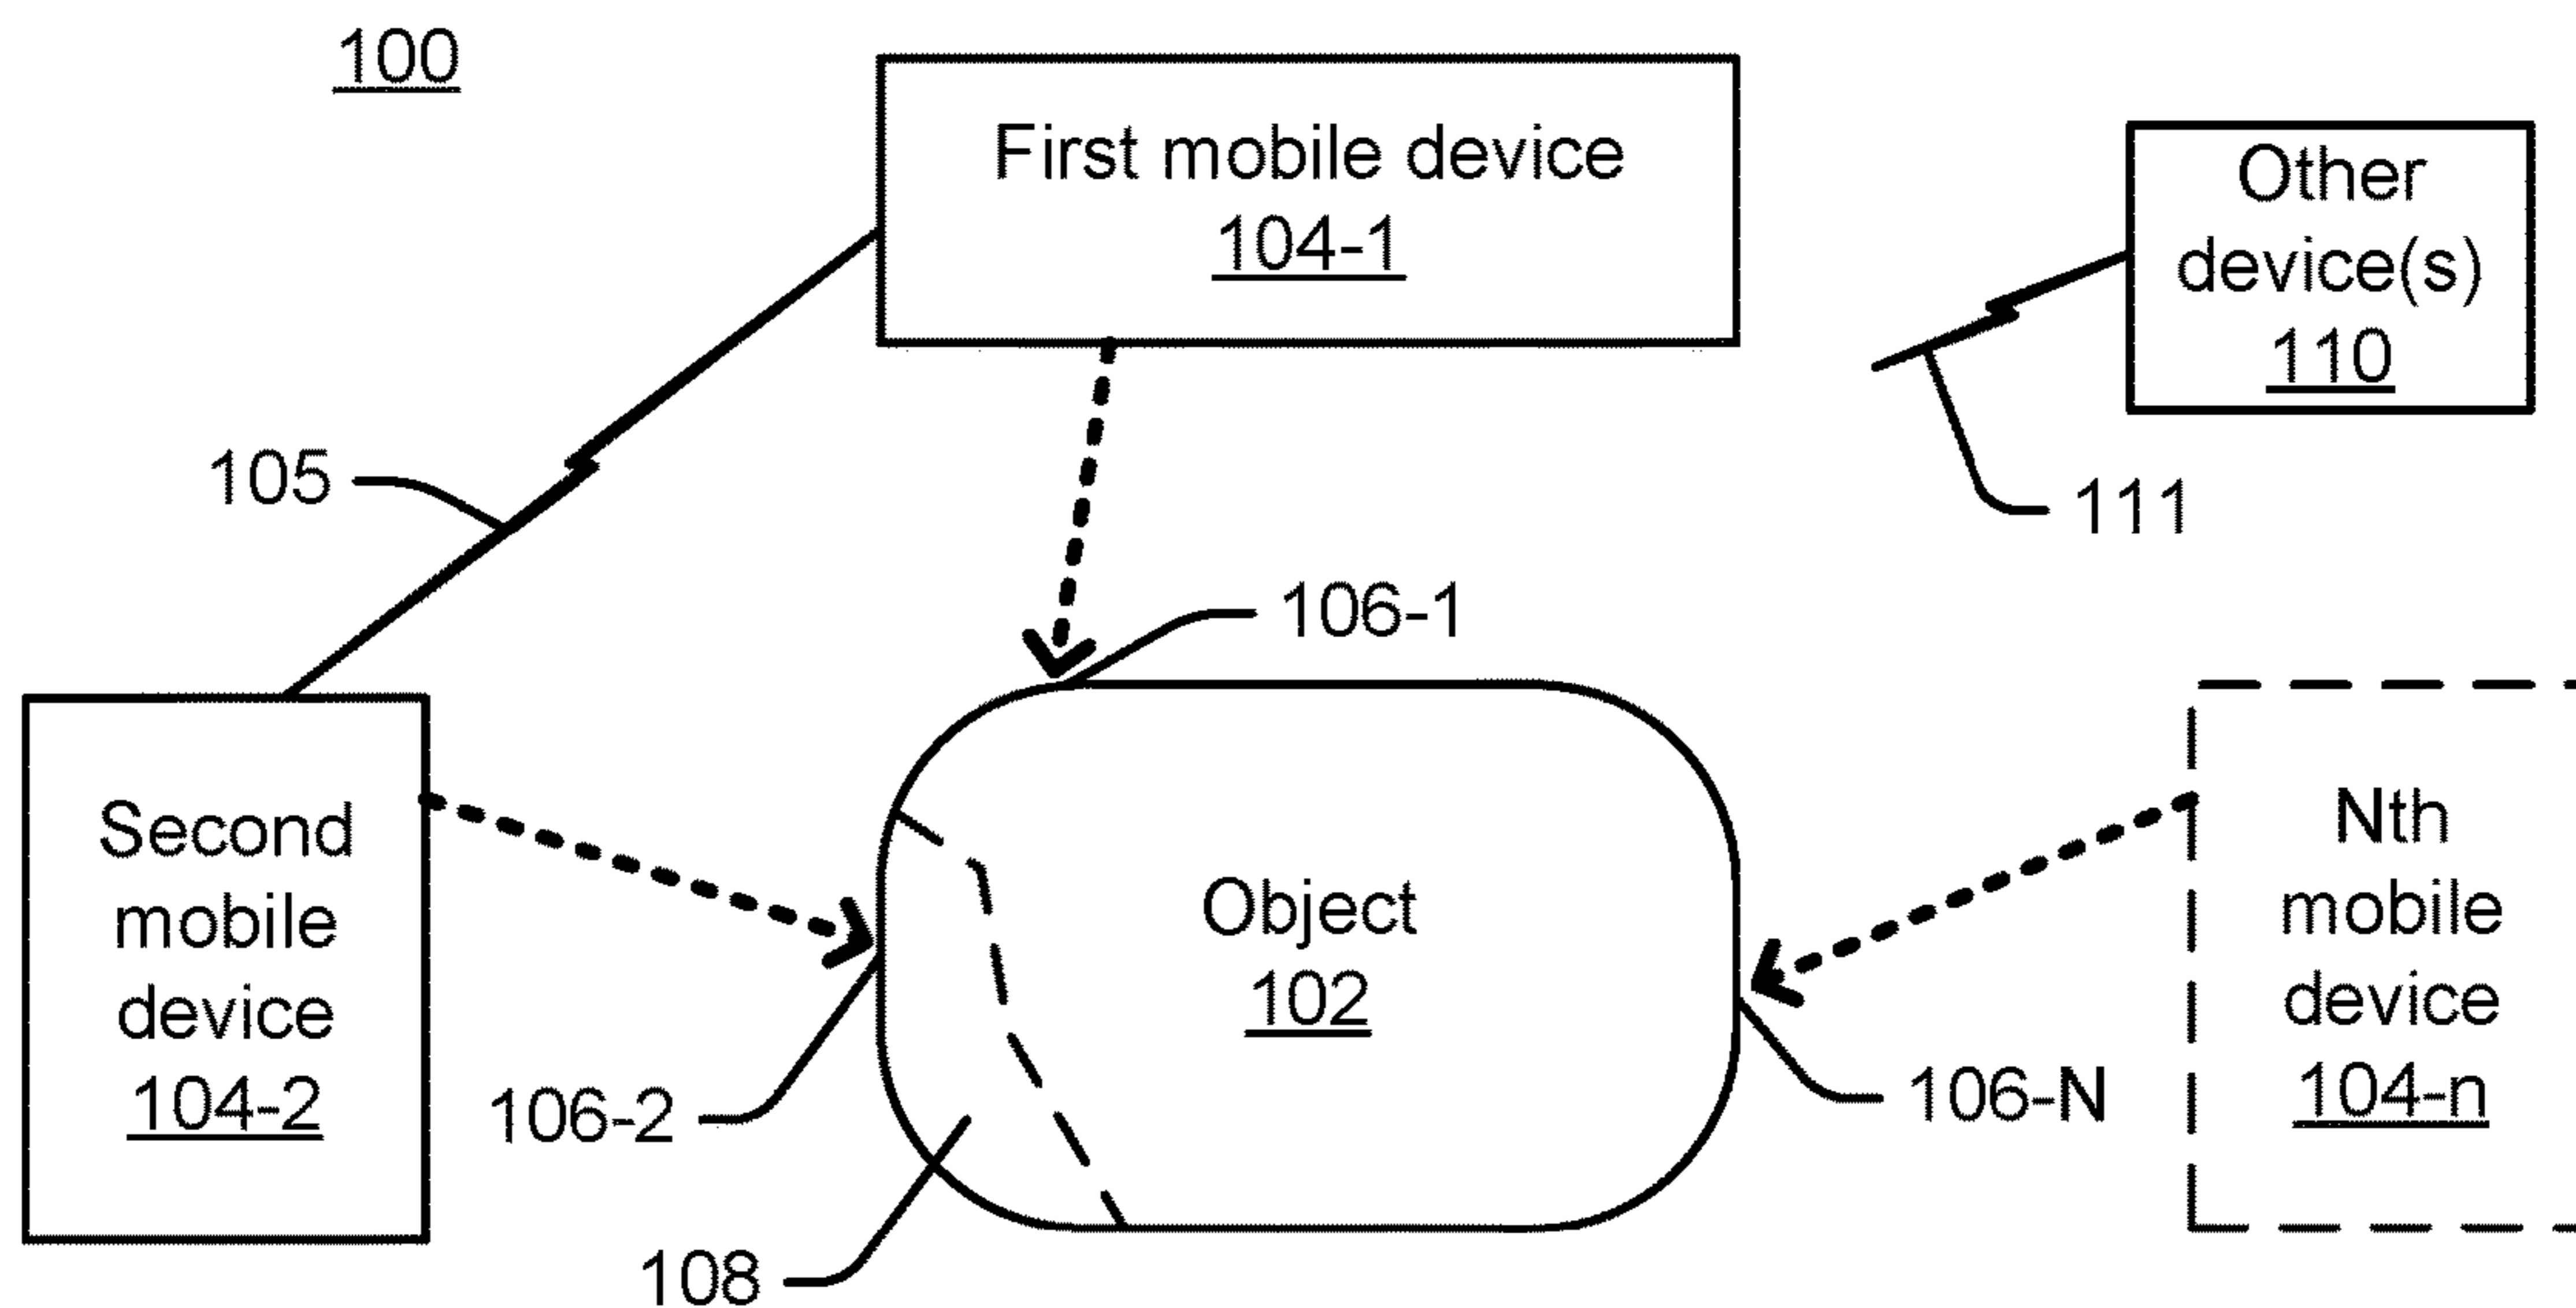 100
First mobile device
104-1
Other
device(s)
110
105
111
106-1
Second
mobile
device
104-2
Object
102
Nth
mobile
device
104-n
106-2
106-N
108